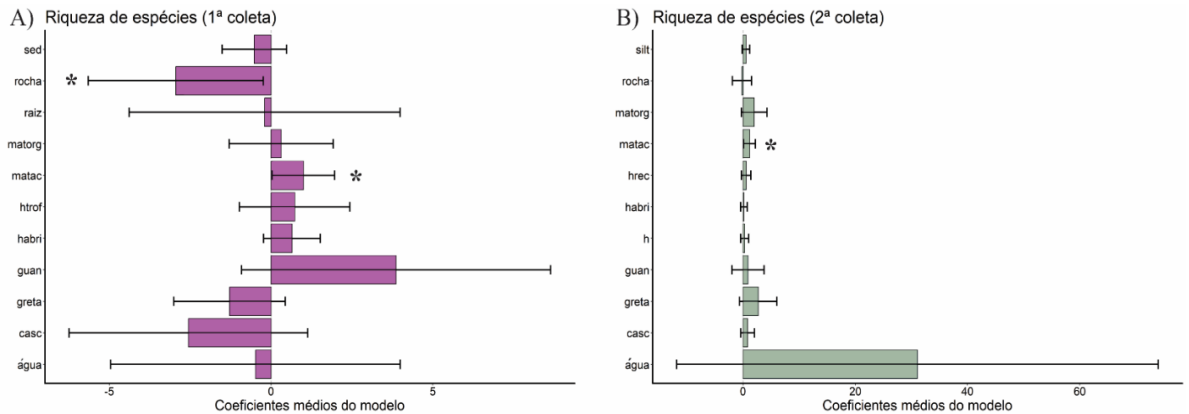 A) Riqueza de espécies (1ª coleta)
sed
* rocha
raiz
matorg
matac *
htrof
habri
guan
greta
casc
água
-5 0 5
Coeficientes médios do modelo
B) Riqueza de espécies (2ª coleta)
silt
rocha
matorg
matac *
hrec
habri
h
guan
greta
casc
água
0 20 40 60
Coeficientes médios do modelo